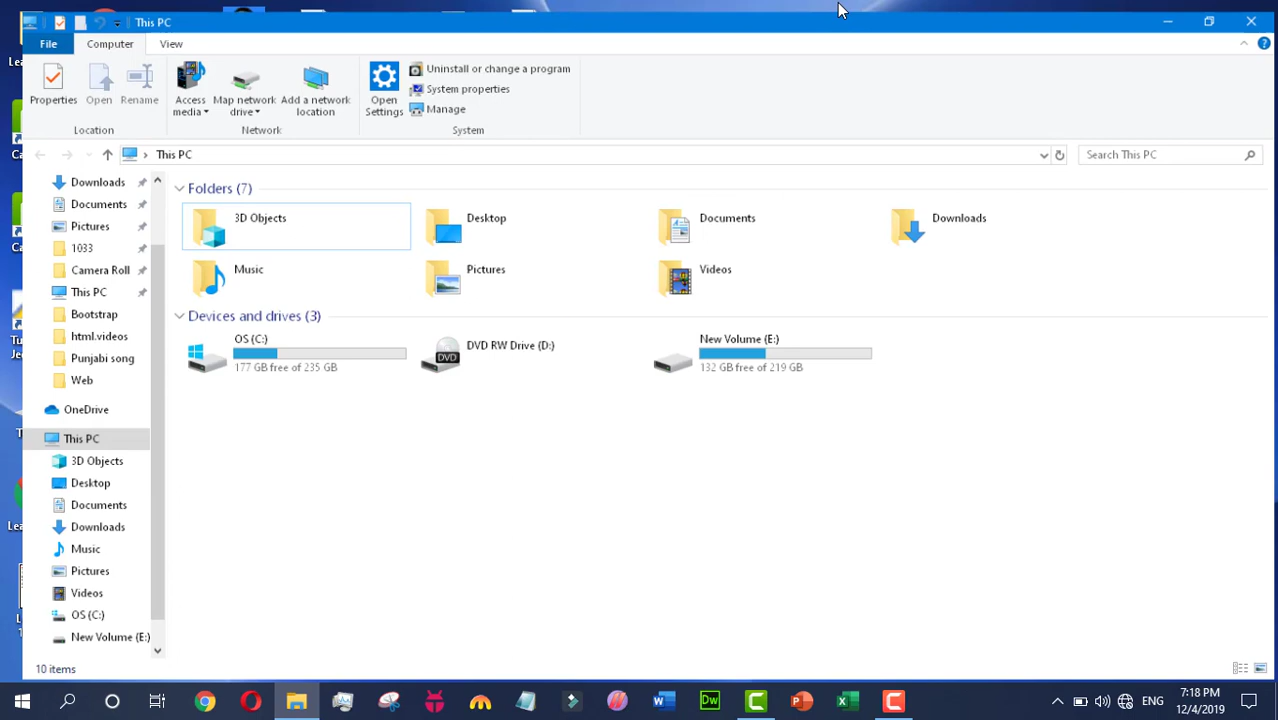 This PC
File Computer View
Properties Open Rename Access media Map network drive Add a network location Open Settings Uninstall or change a program
System properties
Manage
Location Network System
This PC Search This PC
Downloads
Documents
Pictures
1033
Camera Roll
This PC
Bootstrap
html.videos
Punjabi song
Web
OneDrive
This PC
3D Objects
Desktop
Documents
Downloads
Music
Pictures
Videos
OS (C:)
New Volume (E:)
Folders (7)
3D Objects Desktop Documents Downloads
Music Pictures Videos
Devices and drives (3)
OS (C:) DVD RW Drive (D:) New Volume (E:)
177 GB free of 235 GB 132 GB free of 219 GB
DVD
10 items
W Dw C P X C
ENG
7:18 PM
12/4/2019